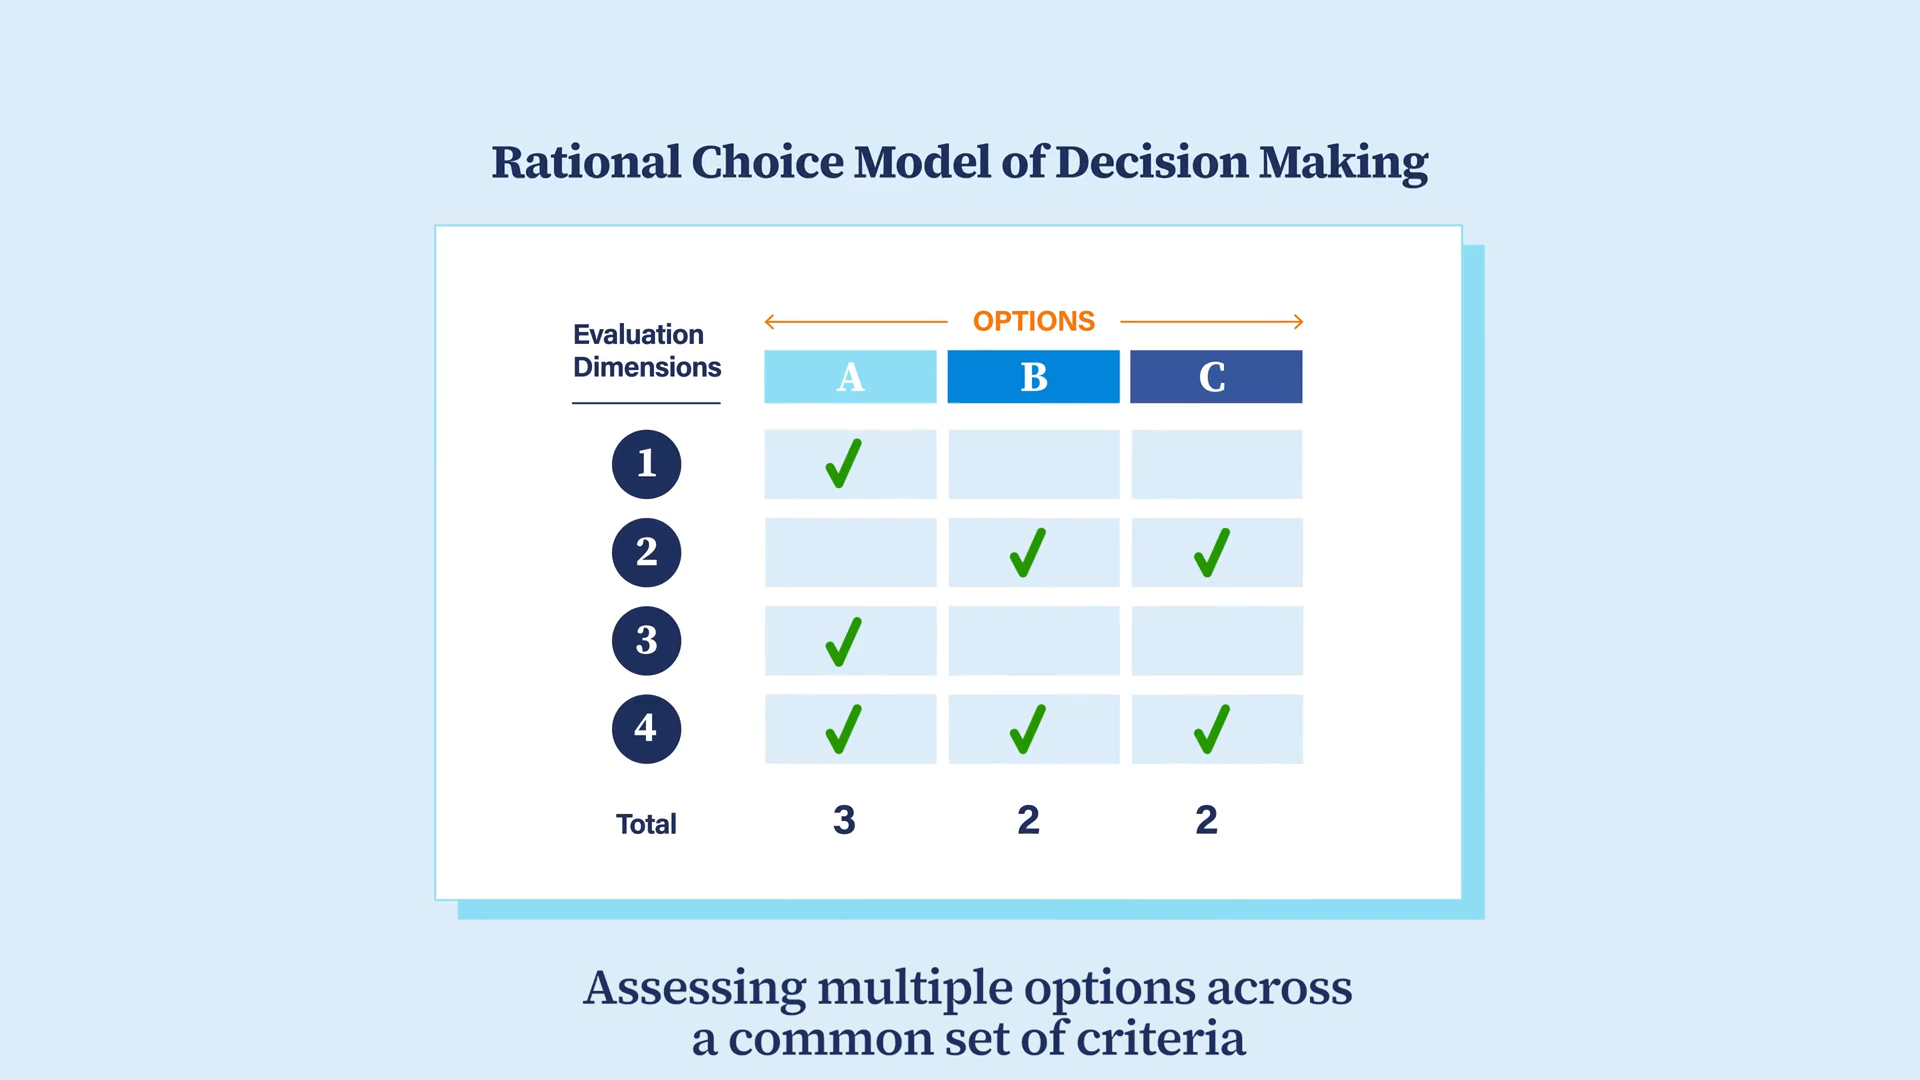 Rational Choice Model of Decision Making
Evaluation
Dimensions
OPTIONS
A B C
1
2
3
4
Total 3 2 2
Assessing multiple options across
a common set of criteria